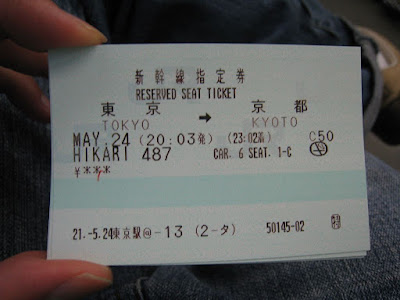 新幹線指定券
RESERVED SEAT TICKET
東京 → 京都
TOKYO KYOTO
MAY.24 (20:03発) (23:02着) C50
HIKARI 487 CAR. 6 SEAT. 1-C
¥***
21.-5.24東京駅@-13 (2-タ) 50145-02